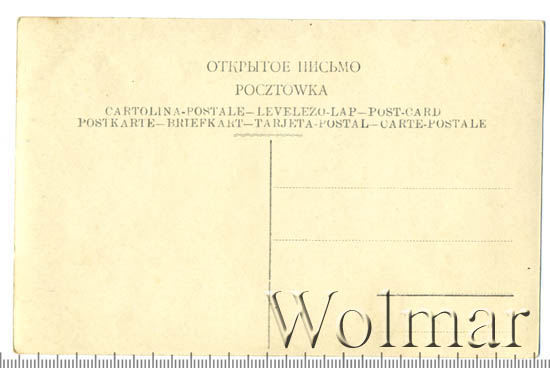 ОТКРЫТОЕ ПИСЬМО
POCZTOWKA
CARTOLINA-POSTALE—LEVELEZO-LAP—POST-CARD
POSTKARTE—BRIEFKART—TARJETA-POSTAL—CARTE-POSTALE
Wolmar